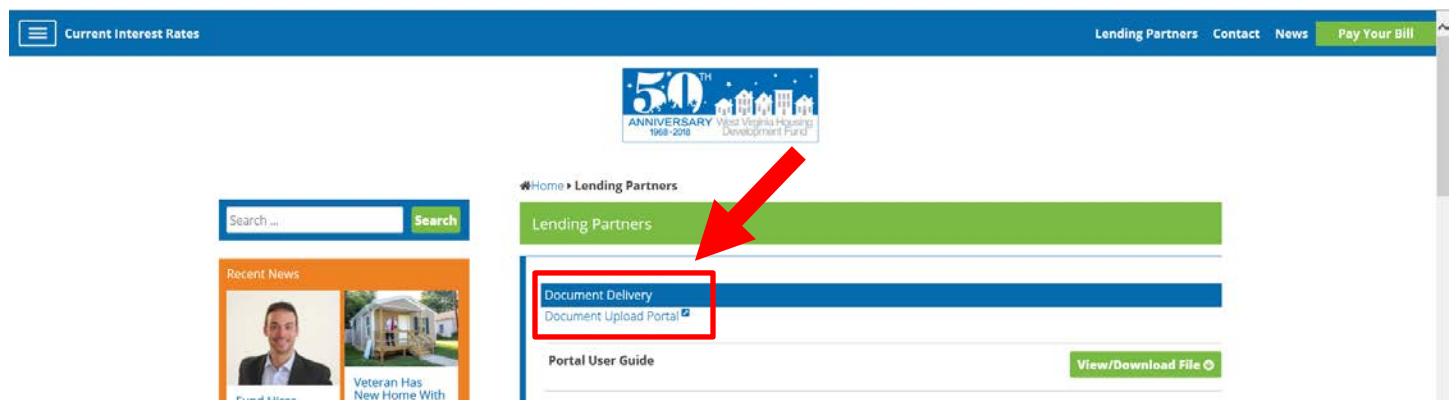 Current Interest Rates
Lending Partners Contact News Pay Your Bill
50TH
ANNIVERSARY
1968-2018
West Virginia Housing
Development Fund
Home ▸ Lending Partners
Search ...
Search
Lending Partners
Recent News
Veteran Has
New Home With
Document Delivery
Document Upload Portal
Portal User Guide
View/Download File